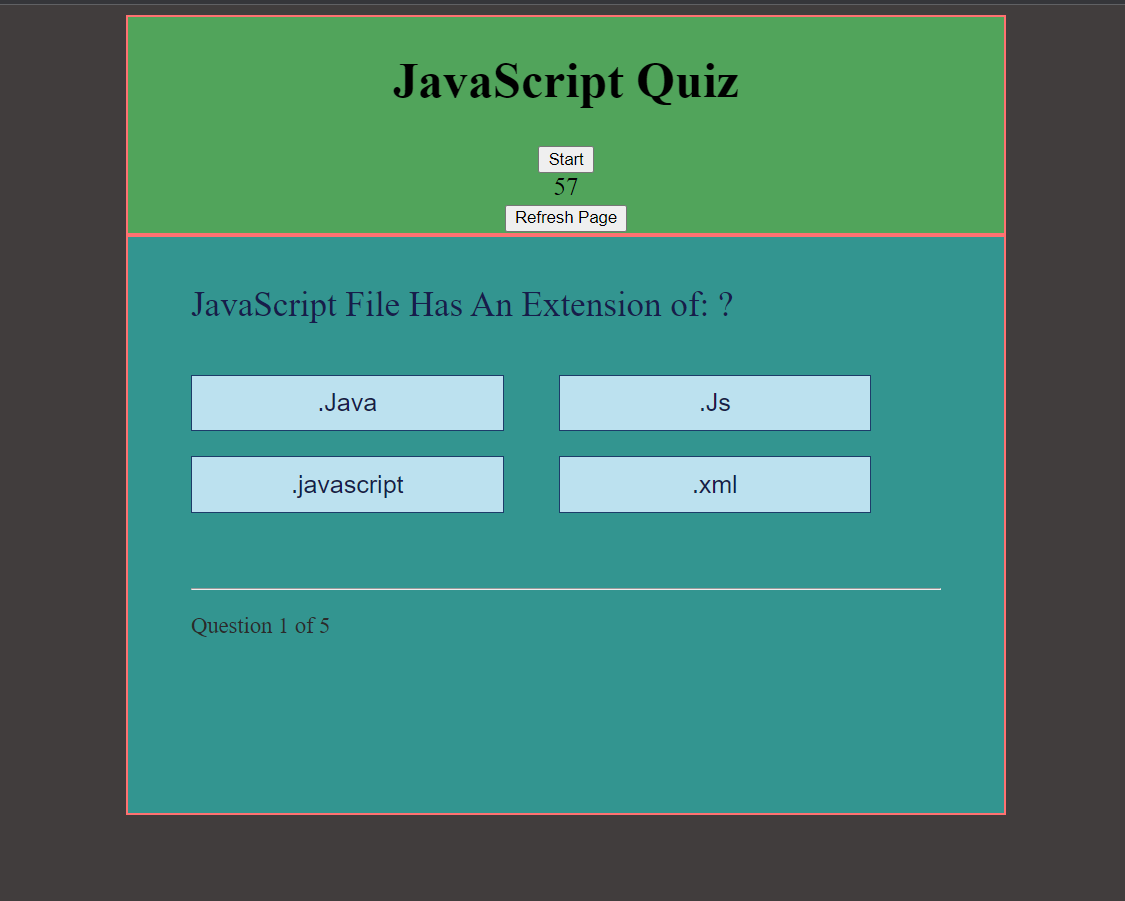 JavaScript Quiz
Start
57
Refresh Page
JavaScript File Has An Extension of: ?
.Java
.Js
.javascript
.xml
Question 1 of 5